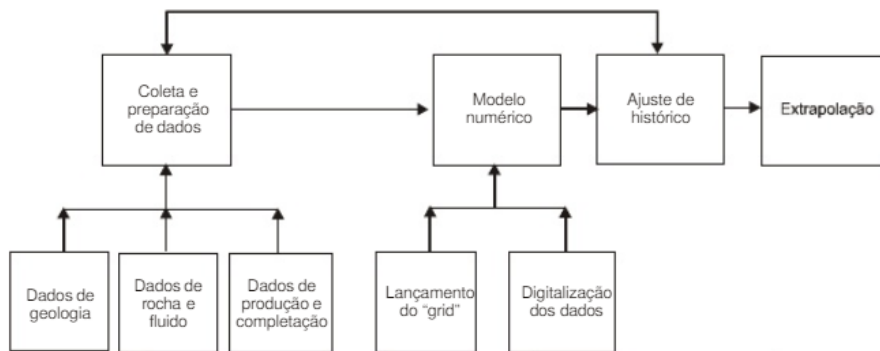 Coleta e
preparação
de dados
Modelo
numérico
Ajuste de
histórico
Extrapolação
Dados de
geologia
Dados de
rocha e
fluido
Dados de
produção e
completação
Lançamento
do “grid”
Digitalização
dos dados